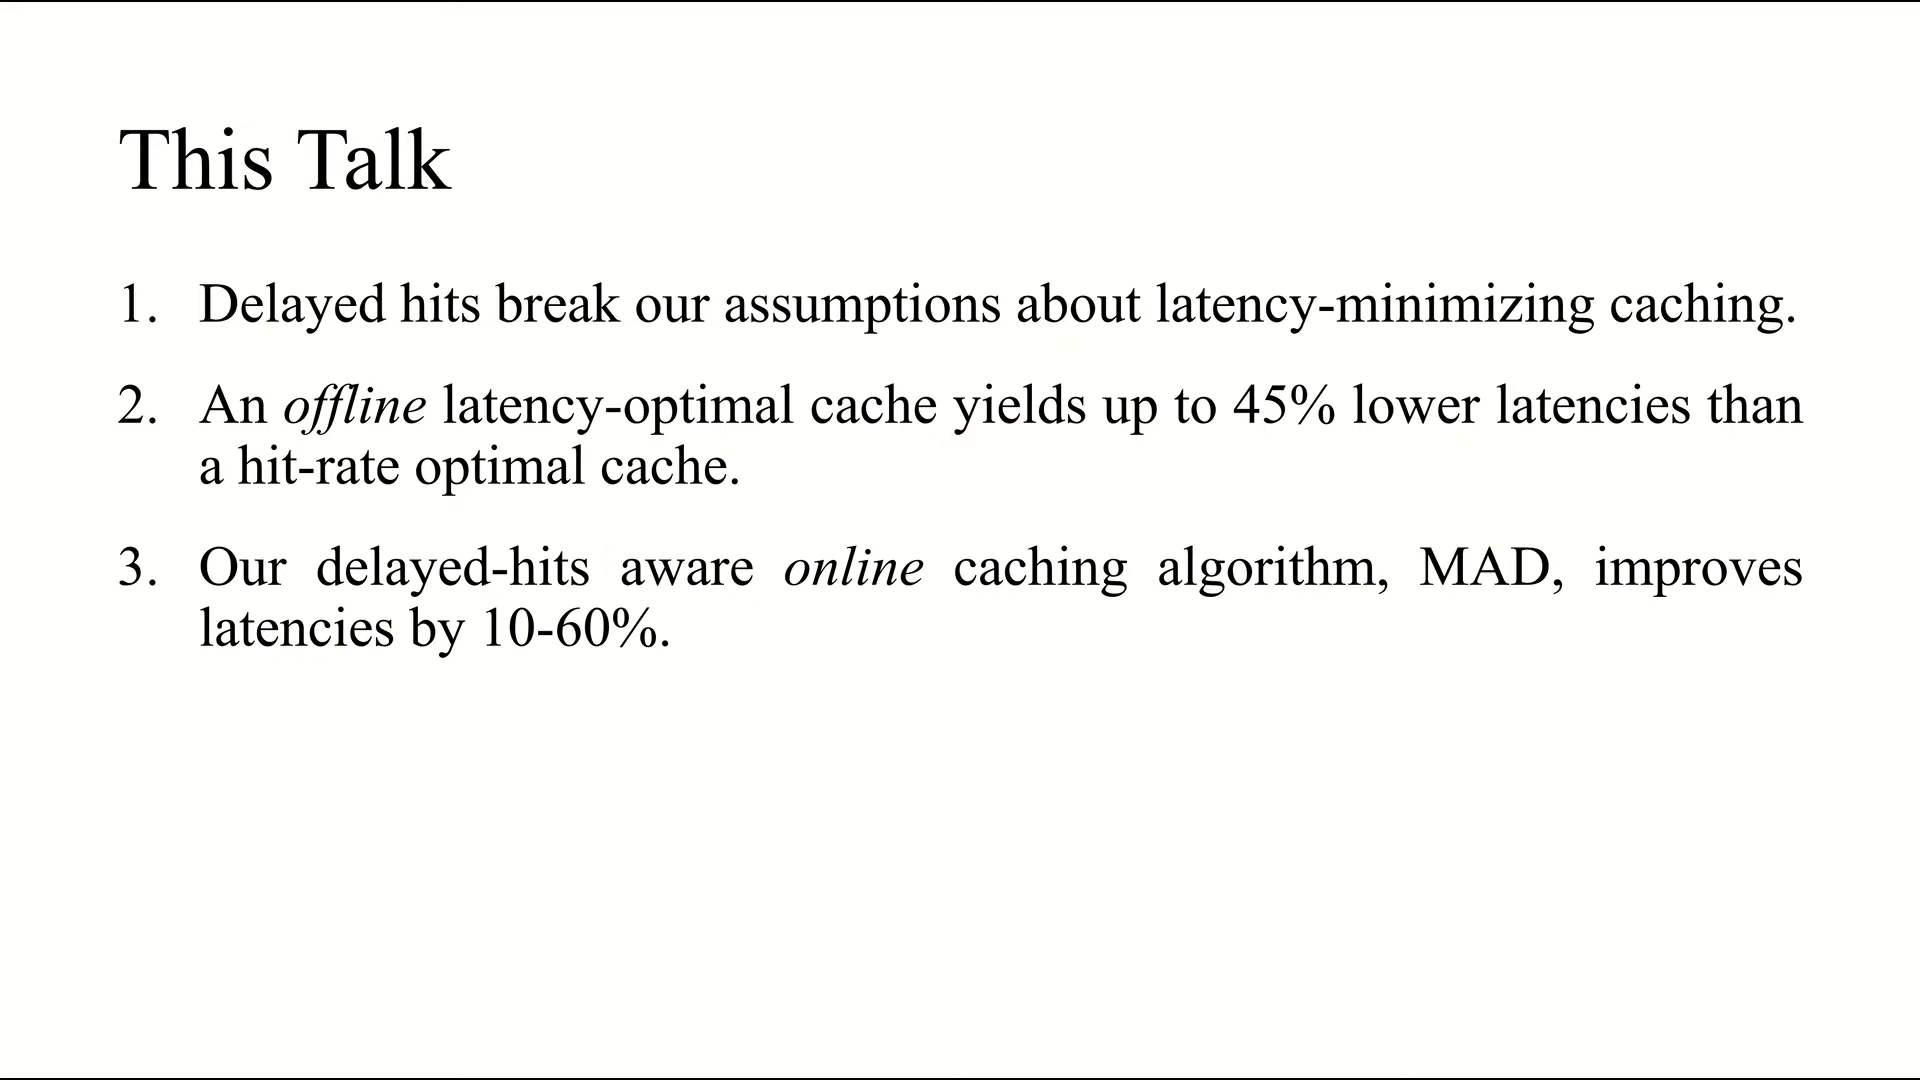 This Talk
1. Delayed hits break our assumptions about latency-minimizing caching.
2. An offline latency-optimal cache yields up to 45% lower latencies than
a hit-rate optimal cache.
3. Our delayed-hits aware online caching algorithm, MAD, improves
latencies by 10-60%.